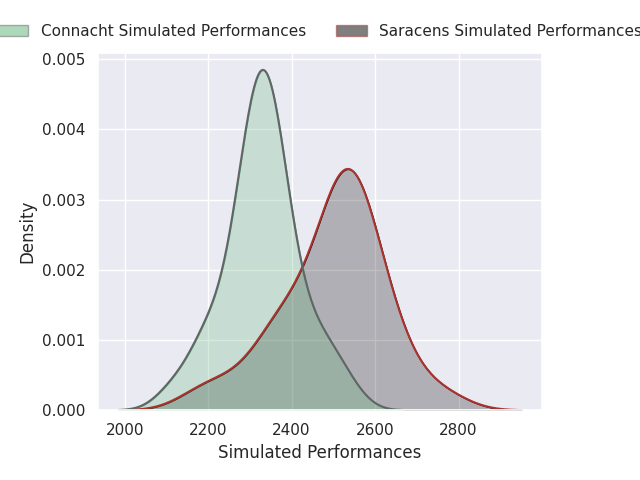 Connacht Simulated Performances
Saracens Simulated Performances
0.005
0.004
0.003
0.002
0.001
0.000
Density
2000 2200 2400 2600 2800
Simulated Performances